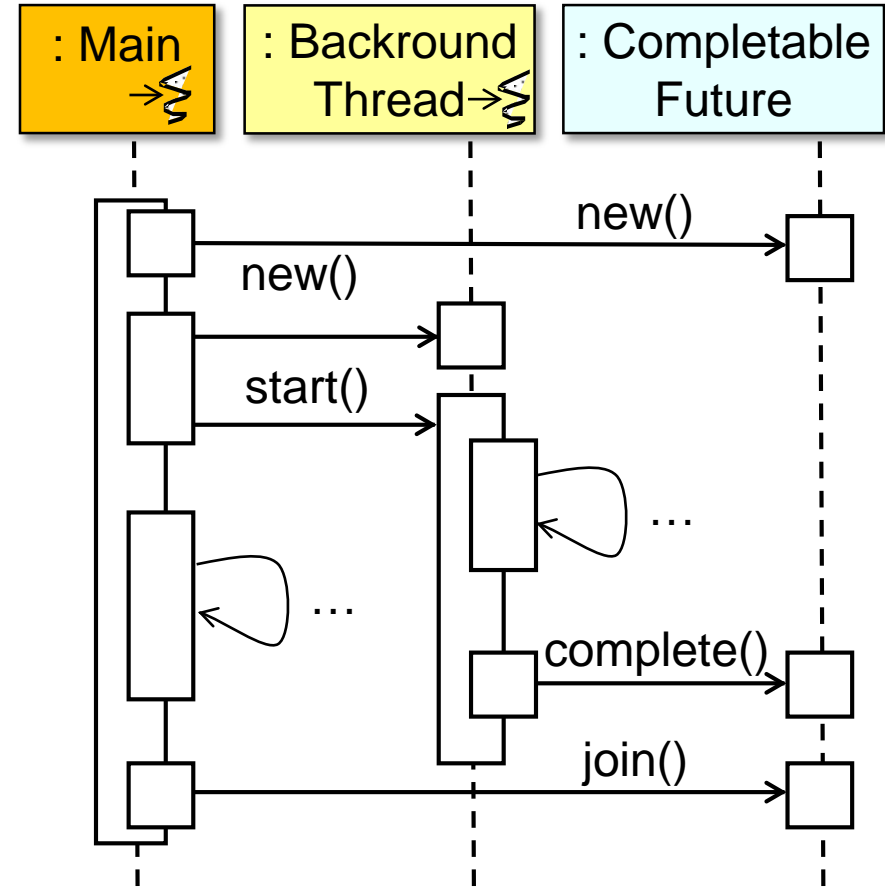 : Main
: Backround
Thread
: Completable
Future
new()
new()
start()
...
...
complete()
join()